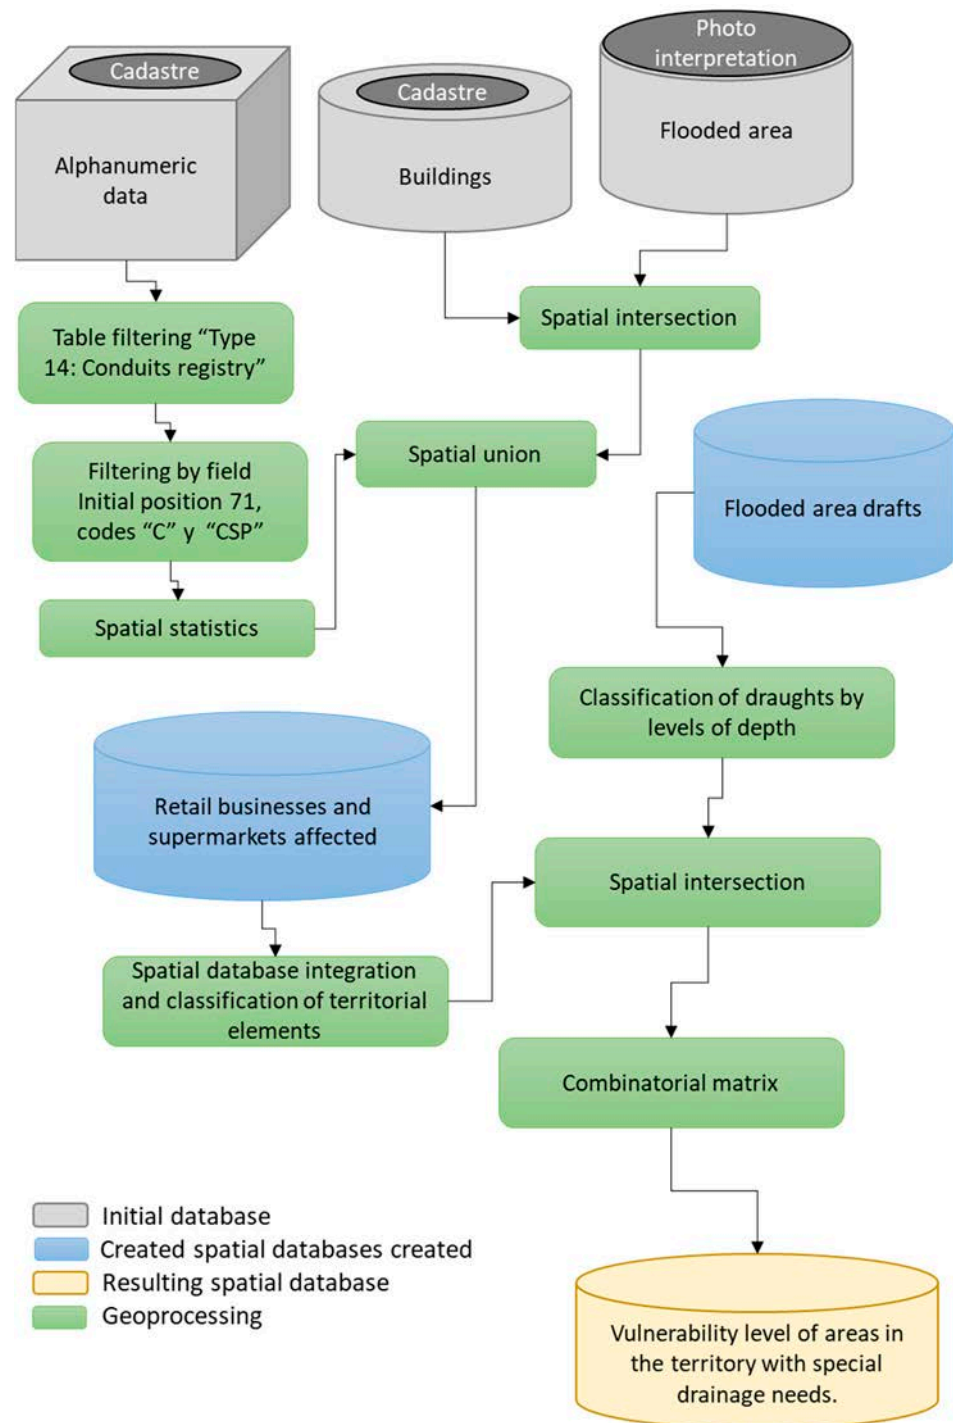 Cadastre
Alphanumeric
data
Cadastre
Buildings
Photo
interpretation
Flooded area
Table filtering “Type
14: Conduits registry”
Spatial intersection
Filtering by field
Initial position 71,
codes “C” y “CSP”
Spatial union
Flooded area drafts
Spatial statistics
Classification of draughts by
levels of depth
Retail businesses and
supermarkets affected
Spatial intersection
Spatial database integration
and classification of territorial
elements
Combinatorial matrix
Initial database
Created spatial databases created
Resulting spatial database
Geoprocessing
Vulnerability level of areas in
the territory with special
drainage needs.